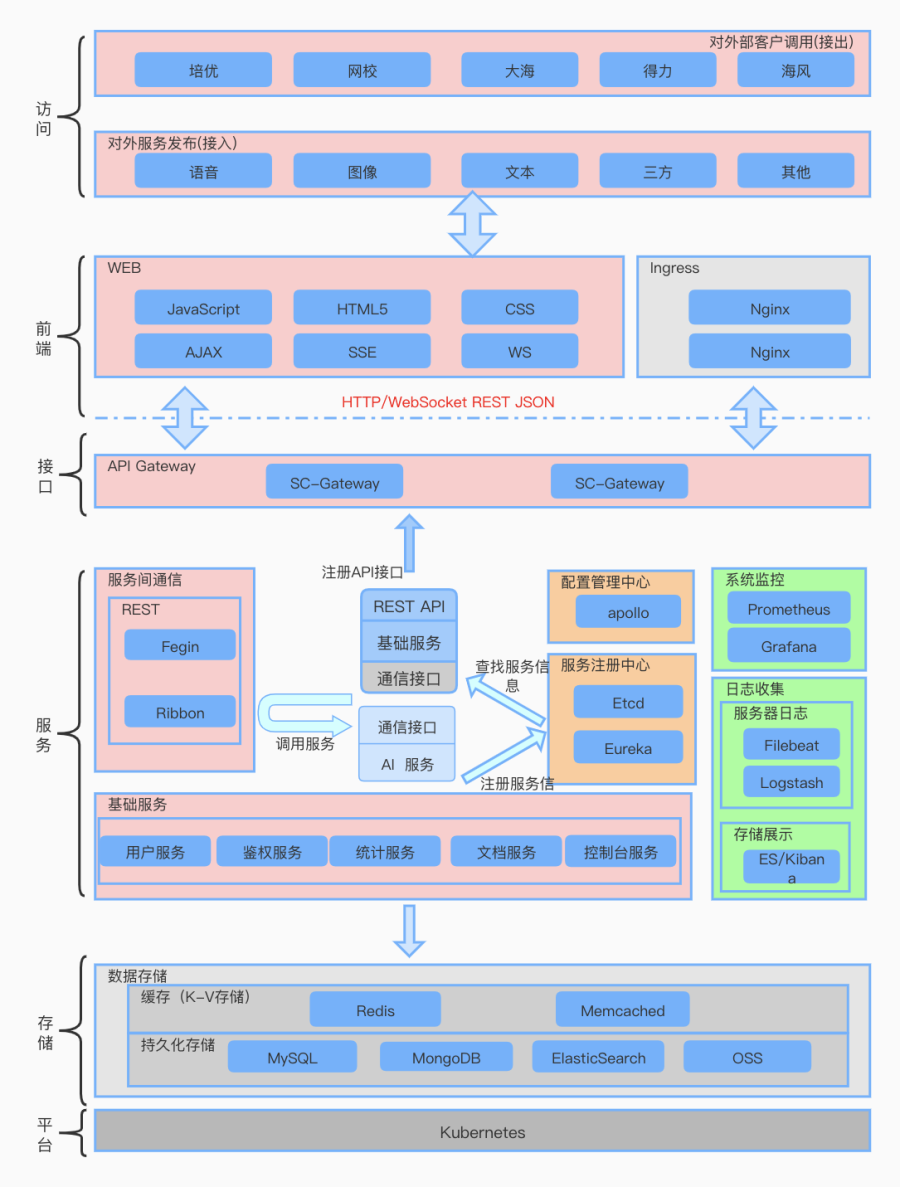 访
问
对外部客户调用(接出)
培优
网校
大海
得力
海风
对外服务发布(接入)
语音
图像
文本
三方
其他
前
端
WEB
JavaScript
HTML5
CSS
AJAX
SSE
WS
Ingress
Nginx
Nginx
HTTP/WebSocket REST JSON
接
口
API Gateway
SC-Gateway
SC-Gateway
注册API接口
服
务
服务间通信
REST
Fegin
Ribbon
REST API
基础服务
通信接口
调用服务
通信接口
AI 服务
查找服务信
息
注册服务信
配置管理中心
apollo
服务注册中心
Etcd
Eureka
系统监控
Prometheus
Grafana
日志收集
服务器日志
Filebeat
Logstash
存储展示
ES/Kiban
a
基础服务
用户服务
鉴权服务
统计服务
文档服务
控制台服务
存
储
数据存储
缓存（K-V存储）
Redis
Memcached
持久化存储
MySQL
MongoDB
ElasticSearch
OSS
平
台
Kubernetes